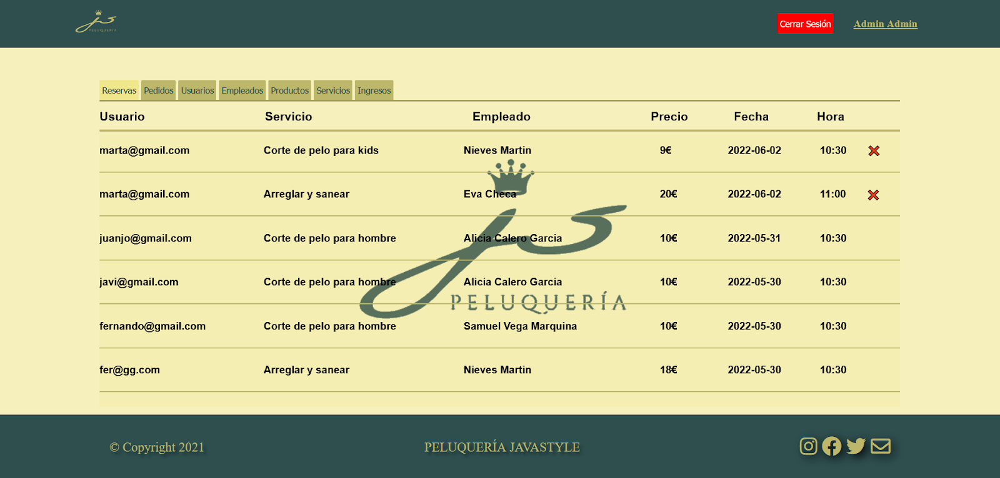 js
PELUQUERÍA
Cerrar Sesión
Admin Admin
Reservas Pedidos Usuarios Empleados Productos Servicios Ingresos
Usuario Servicio Empleado Precio Fecha Hora
marta@gmail.com Corte de pelo para kids Nieves Martin 9€ 2022-06-02 10:30
marta@gmail.com Arreglar y sanear Eva Checa 20€ 2022-06-02 11:00
juanjo@gmail.com Corte de pelo para hombre Alicia Calero Garcia 10€ 2022-05-31 10:30
js
javi@gmail.com Corte de pelo para hombre Alicia Calero Garcia 10€ 2022-05-30 10:30
PELUQUERÍA
fernando@gmail.com Corte de pelo para hombre Samuel Vega Marquina 10€ 2022-05-30 10:30
fer@gg.com Arreglar y sanear Nieves Martin 18€ 2022-05-30 10:30
© Copyright 2021 PELUQUERÍA JAVASTYLE